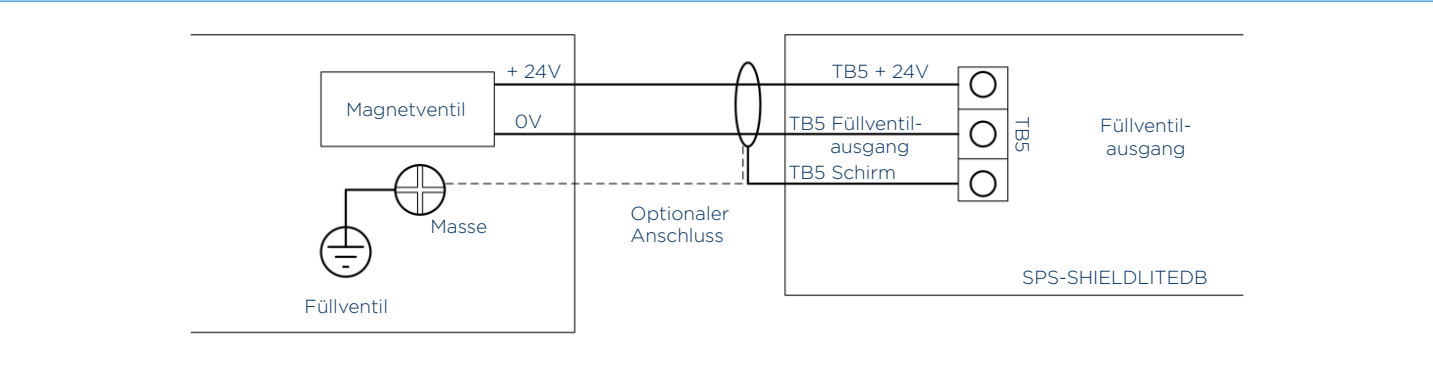 + 24V
TB5 + 24V
Magnetventil
0V
TB5 Füllventil-
ausgang
TB5
Füllventil-
ausgang
TB5 Schirm
Masse
Optionaler
Anschluss
SPS-SHIELDLITEDB
Füllventil